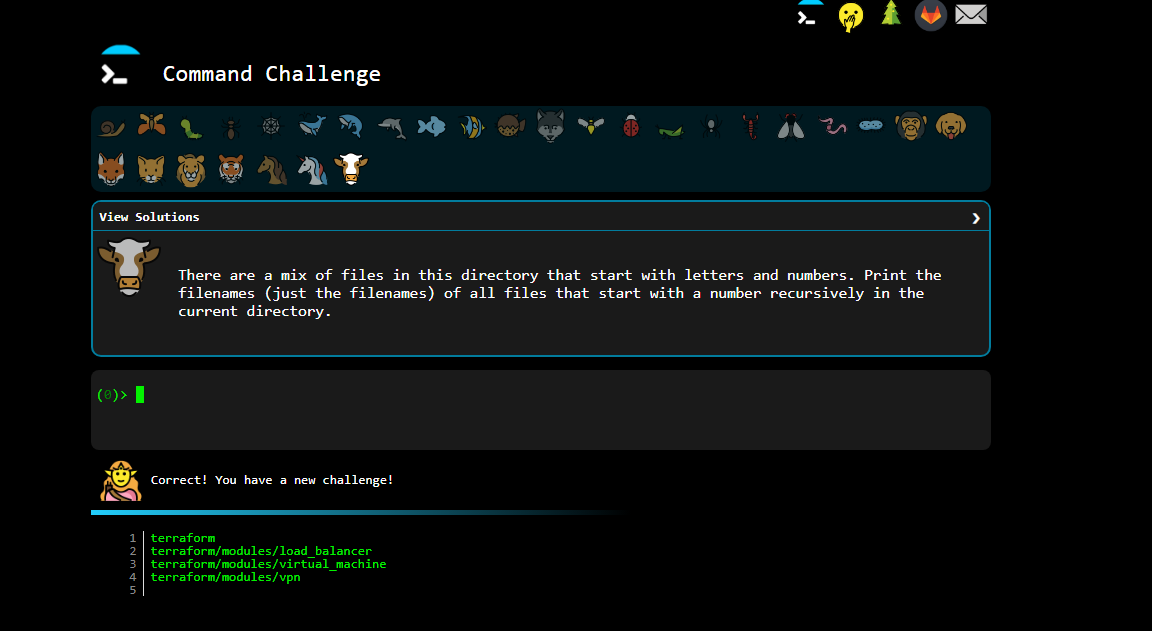 Command Challenge
View Solutions
There are a mix of files in this directory that start with letters and numbers. Print the
filenames (just the filenames) of all files that start with a number recursively in the
current directory.
(0)>
Correct! You have a new challenge!
1 terraform
2 terraform/modules/load_balancer
3 terraform/modules/virtual_machine
4 terraform/modules/vpn
5